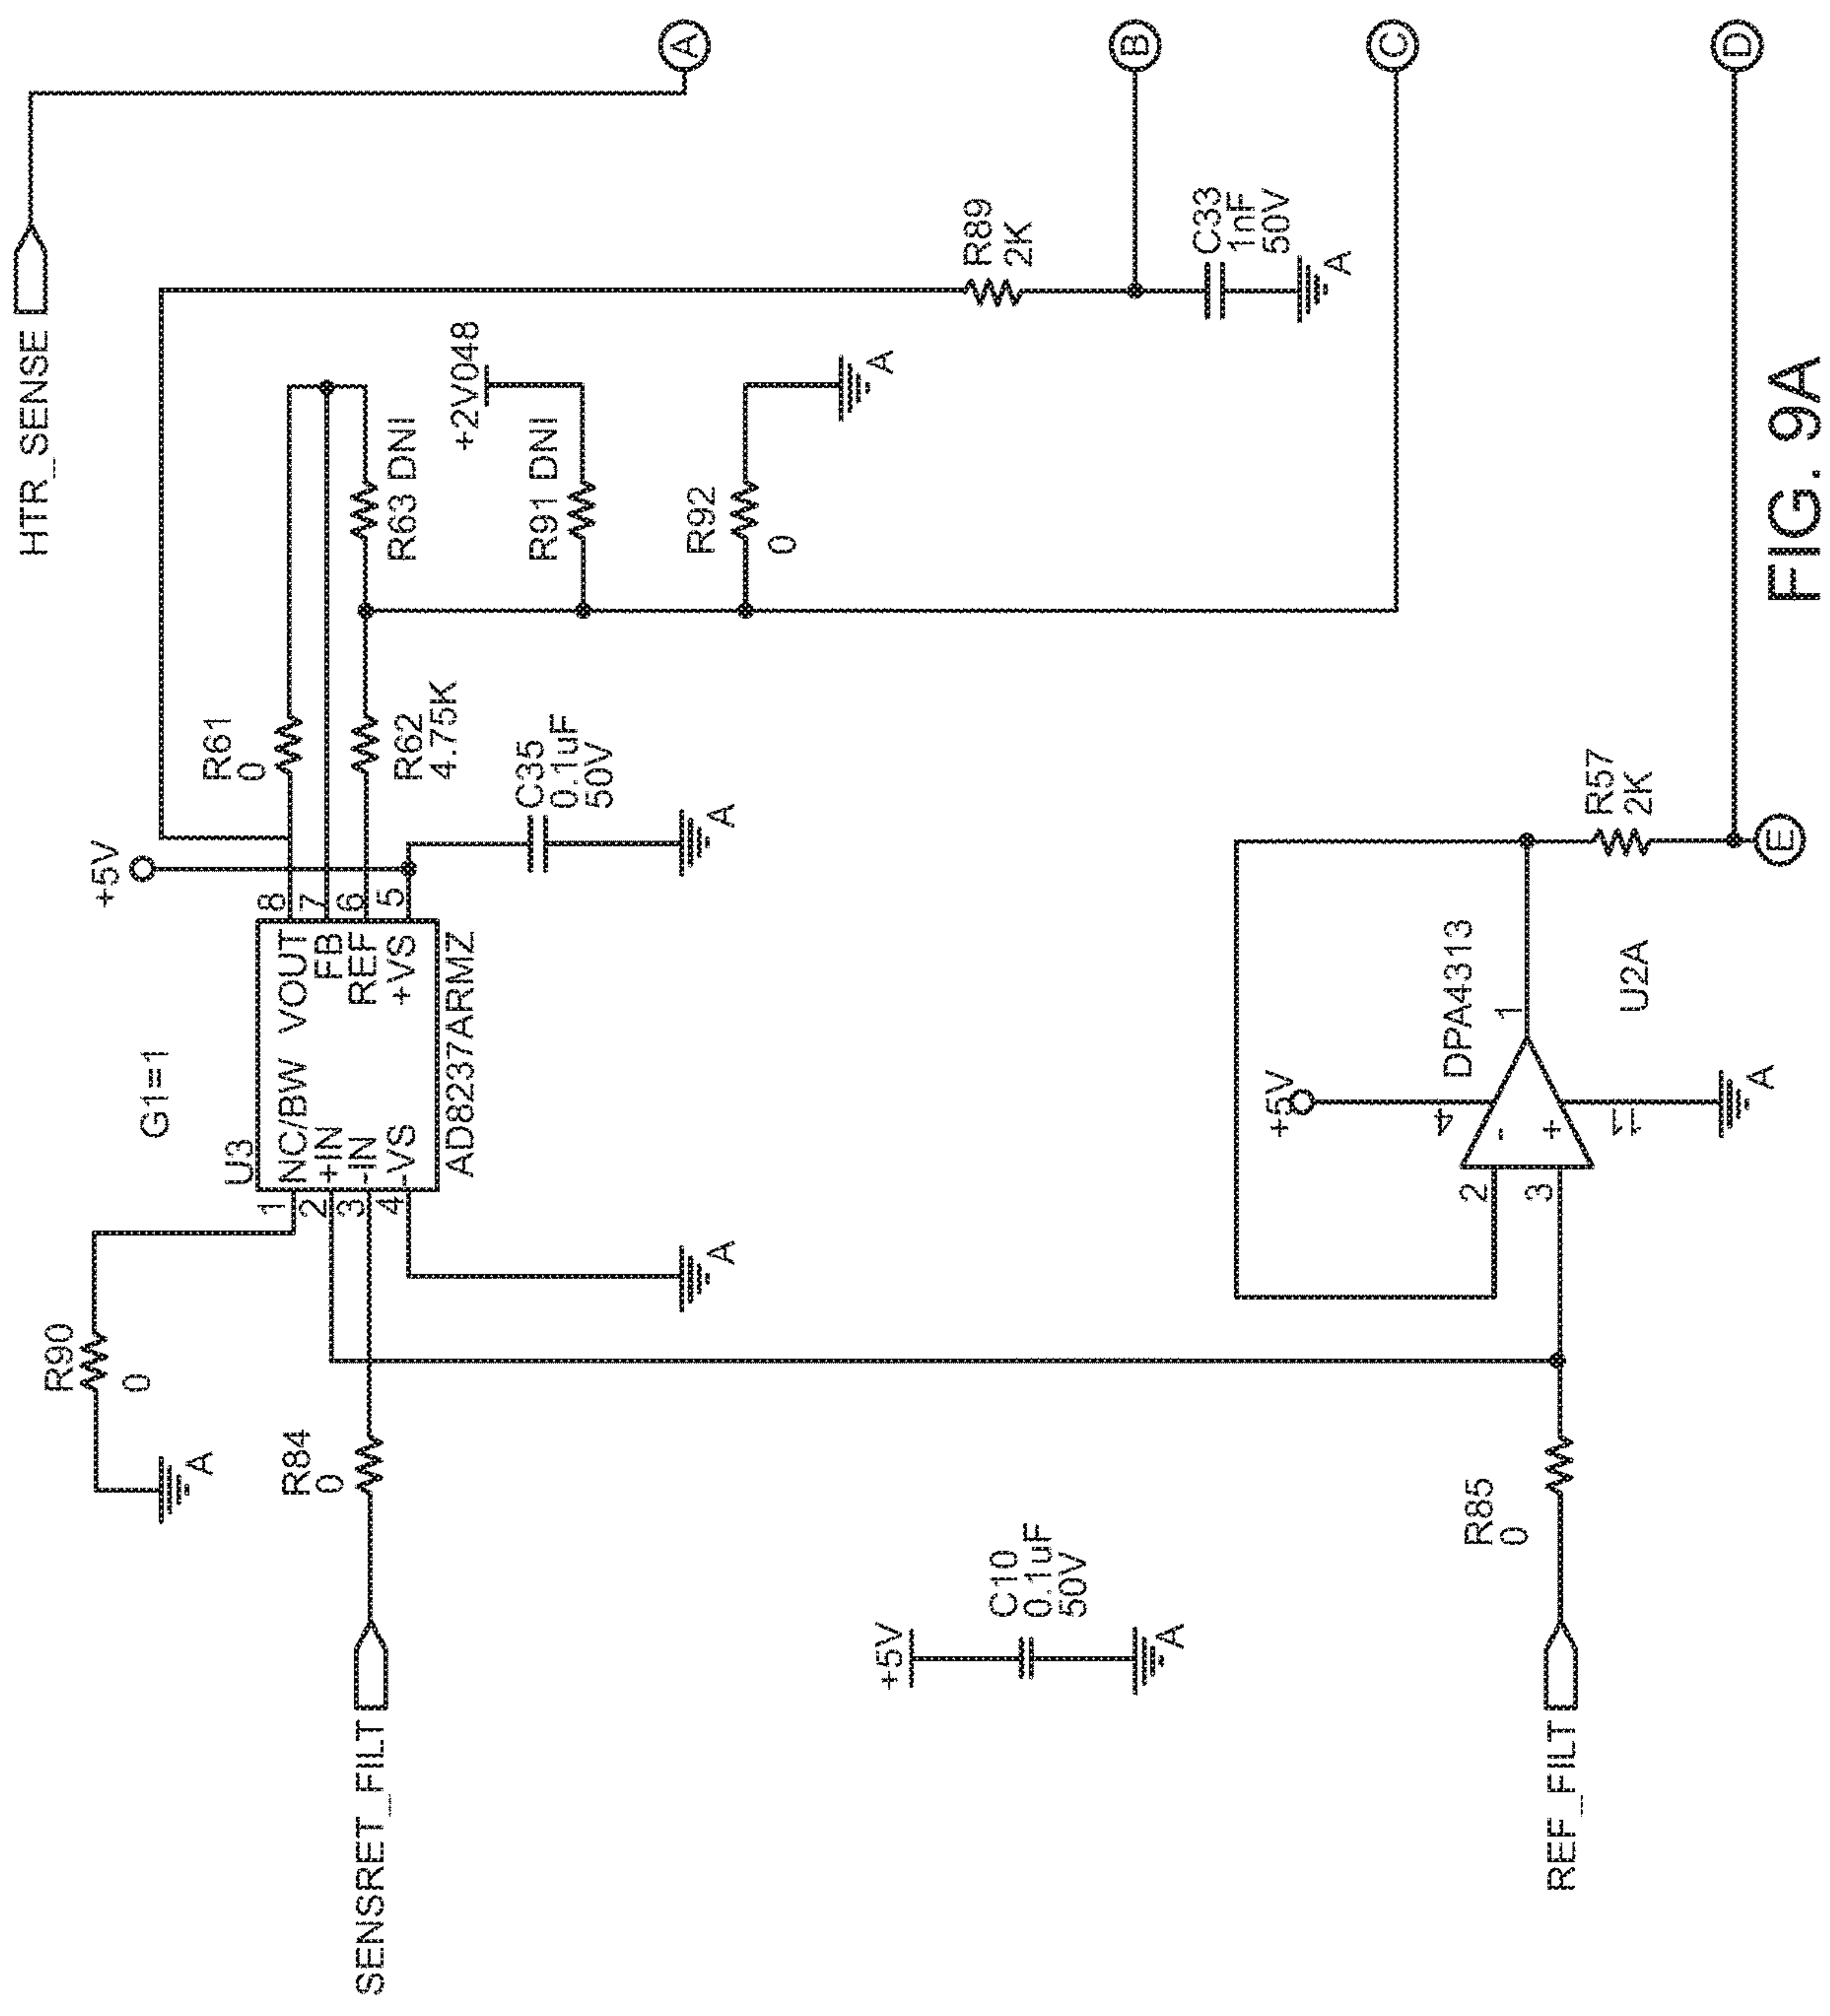 HTR_SENSE
A
B
C
D
R90
0
A
G1=1
+5V
R61
0
U3
1
2
3
4
NC/BW VOUT
+IN FB
-IN REF
-VS +VS
8
7
6
5
AD8237ARMZ
R62
4.75K
R63 DNI
+2V048
R91 DNI
R92
0
A
R89
2K
C33
1nF
50V
A
C35
0.1uF
50V
A
A
SENSRET_FILT
R84
0
+5V
C10
0.1uF
50V
A
REF_FILT
R85
0
2
3
+5V
4
-
+
11
A
1
DPA4313
U2A
R57
2K
E
FIG. 9A